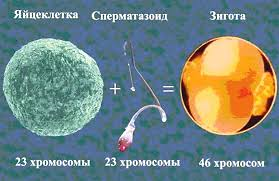 Яйцеклетка Сперматозоид Зигота
+ =
23 хромосомы 23 хромосомы 46 хромосом